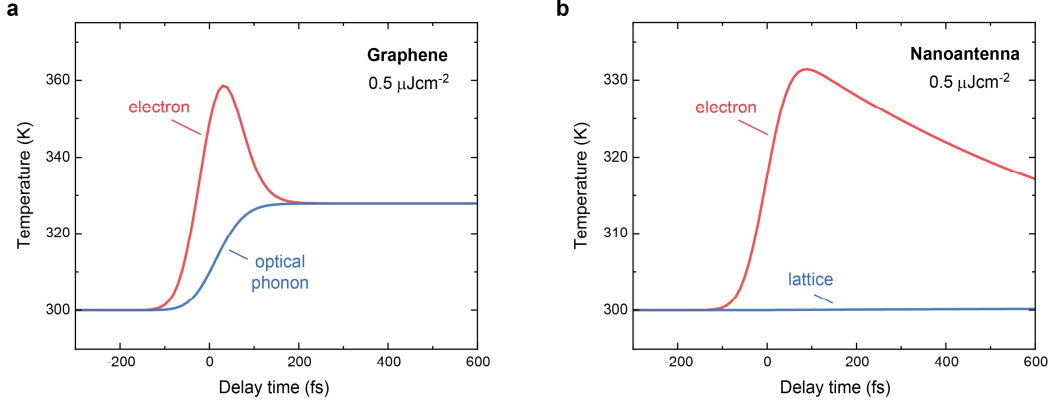 a
Graphene
0.5 μJcm-2
electron
optical
phonon
360
340
320
300
Temperature (K)
-200
0
200
400
600
Delay time (fs)
b
Nanoantenna
0.5 μJcm-2
electron
lattice
330
320
310
300
Temperature (K)
-200
0
200
400
600
Delay time (fs)